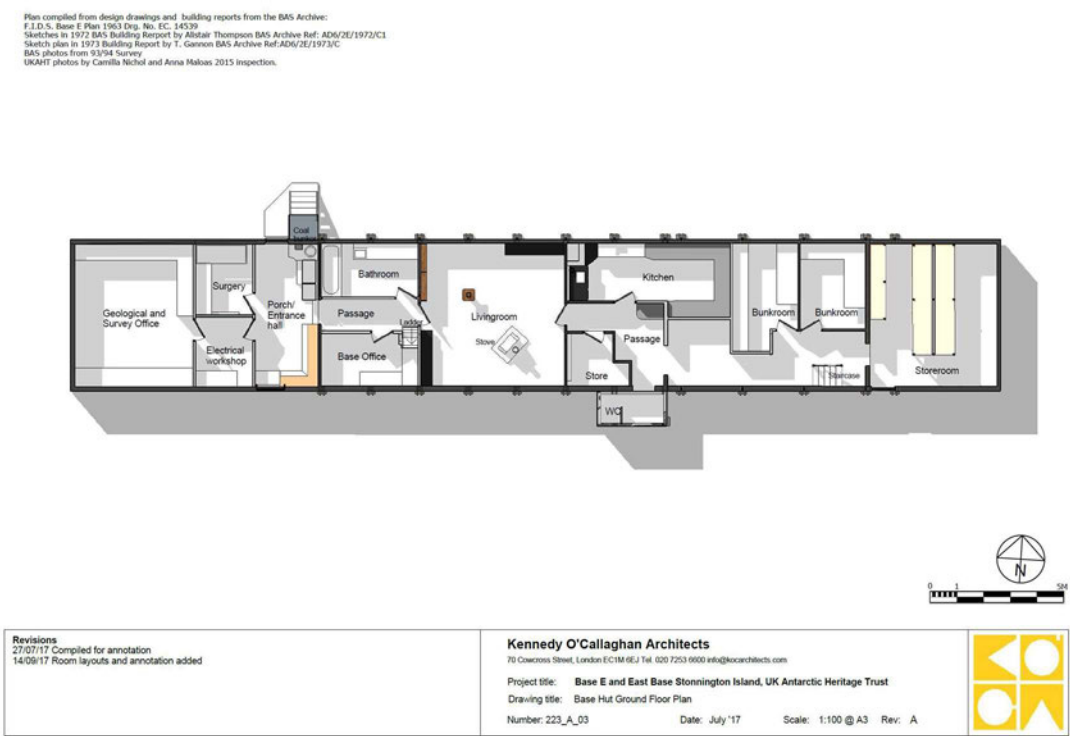 Plan compiled from design drawings and building reports from the BAS Archive:
F.I.D.S. Base E Plan 1963 Drg. No. EC. 14539
Sketches in 1972 BAS Building Rerport by Alistair Thompson BAS Archive Ref: AD6/2E/1972/C1
Sketch plan in 1973 Building Report by T. Gannon BAS Archive Ref:AD6/2E/1973/C
BAS photos from 93/94 Survey
UKAHT photos by Camilla Nichol and Anna Maloas 2015 inspection.
Coal
bunker
Geological and
Survey Office
Surgery
Electrical
workshop
Porch/
Entrance
hall
Bathroom
Passage
Ladder
Base Office
Livingroom
Stove
Kitchen
Passage
Store
WC
Bunkroom
Bunkroom
Staircase
Storeroom
N
0 1 5M
Revisions
27/07/17 Compiled for annotation
14/09/17 Room layouts and annotation added
Kennedy O'Callaghan Architects
70 Cowcross Street, London EC1M 6EJ Tel. 020 7253 6600 info@kocarchitects.com
Project title: Base E and East Base Stonnington Island, UK Antarctic Heritage Trust
Drawing title: Base Hut Ground Floor Plan
Number: 223_A_03 Date: July '17 Scale: 1:100 @ A3 Rev: A
KOCA